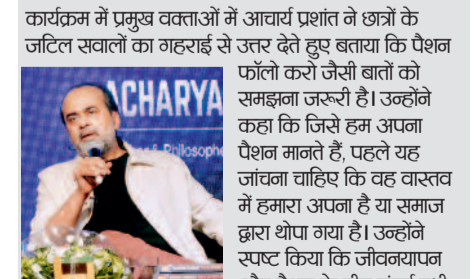 कार्यक्रम में प्रमुख वक्ताओं में आचार्य प्रशांत ने छात्रों के
जटिल सवालों का गहराई से उत्तर देते हुए बताया कि पैशन
फॉलो करो जैसी बातों को
समझना जरूरी है। उन्होंने
कहा कि जिसे हम अपना
पैशन मानते हैं, पहले यह
जांचना चाहिए कि वह वास्तव
में हमारा अपना है या समाज
द्वारा थोपा गया है। उन्होंने
स्पष्ट किया कि जीवनयापन
ACHARYA
& Philosophe